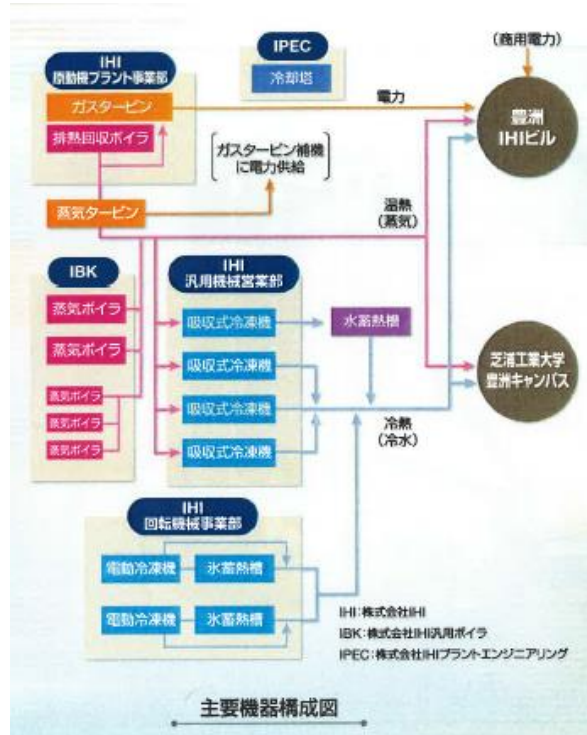 IHI
原動機プラント事業部
ガスタービン
排熱回収ボイラ
蒸気タービン
IPEC
冷却塔
ガスタービン補機
に電力供給
電力
(商用電力)
豊洲
IHIビル
温熱
(蒸気)
IBK
蒸気ボイラ
蒸気ボイラ
蒸気ボイラ
蒸気ボイラ
蒸気ボイラ
IHI
汎用機械営業部
吸収式冷凍機
吸収式冷凍機
吸収式冷凍機
吸収式冷凍機
水蓄熱槽
冷熱
(冷水)
芝浦工業大学
豊洲キャンパス
IHI
回転機械事業部
電動冷凍機
氷蓄熱槽
電動冷凍機
氷蓄熱槽
IHI:株式会社IHI
IBK:株式会社IHI汎用ボイラ
IPEC:株式会社IHIプラントエンジニアリング
主要機器構成図